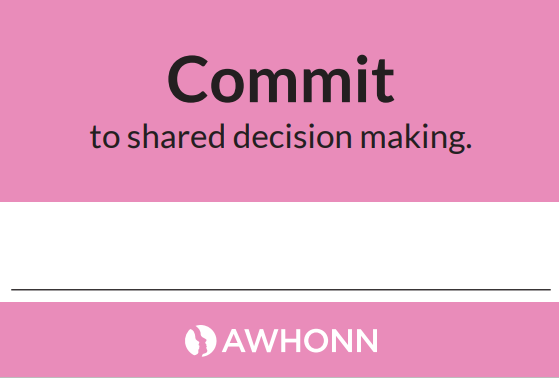 Commit
to shared decision making.
AWHONN